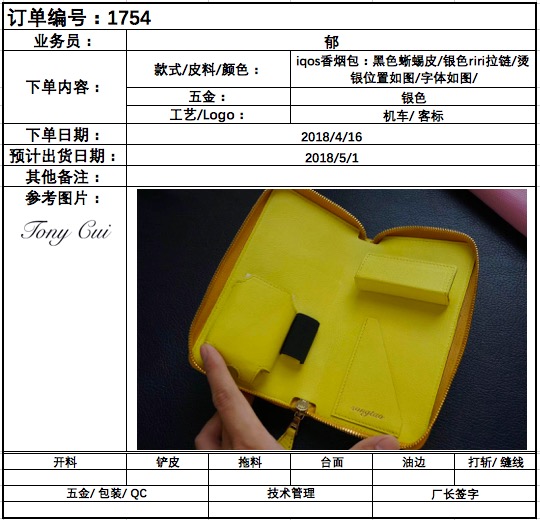 订单编号：1754
业务员：
郁
下单内容：
款式/皮料/颜色：
iqos香烟包：黑色蜥蜴皮/银色riri拉链/烫
银位置如图/字体如图/
五金：
银色
工艺/Logo：
机车/ 客标
下单日期：
2018/4/16
预计出货日期：
2018/5/1
其他备注：
参考图片：
Tony Cui
开料
铲皮
拖料
台面
油边
打斩/ 缝线
五金/ 包装/ QC
技术管理
厂长签字